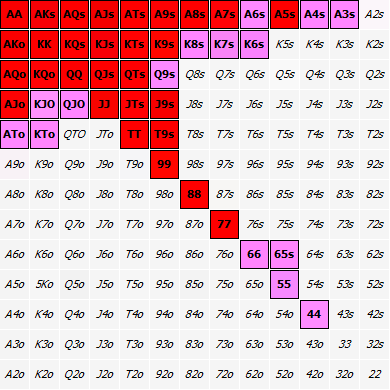 AA AKs AQs AJs ATs A9s A8s A7s A6s A5s A4s A3s A2s
AKo KK KQs KJs KTs K9s K8s K7s K6s K5s K4s K3s K2s
AQo KQo QQ QJs QTs Q9s Q8s Q7s Q6s Q5s Q4s Q3s Q2s
AJo KJO QJO JJ JTs J9s J8s J7s J6s J5s J4s J3s J2s
ATo KTo QTO JTo TT T9s T8s T7s T6s T5s T4s T3s T2s
A9o K9o Q9o J9o T9o 99 98s 97s 96s 95s 94s 93s 92s
A8o K8o Q8o J8o T8o 98o 88 87s 86s 85s 84s 83s 82s
A7o K7o Q7o J7o T7o 97o 87o 77 76s 75s 74s 73s 72s
A6o K6o Q6o J6o T6o 96o 86o 76o 66 65s 64s 63s 62s
A5o 5Ko Q5o J5o T5o 95o 85o 75o 65o 55 54s 53s 52s
A4o K4o Q4o J4o T4o 94o 84o 74o 64o 54o 44 43s 42s
A3o K3o Q3o J3o T3o 93o 83o 73o 63o 53o 43o 33 32s
A2o K2o Q2o J2o T2o 92o 82o 72o 62o 52o 42o 32o 22